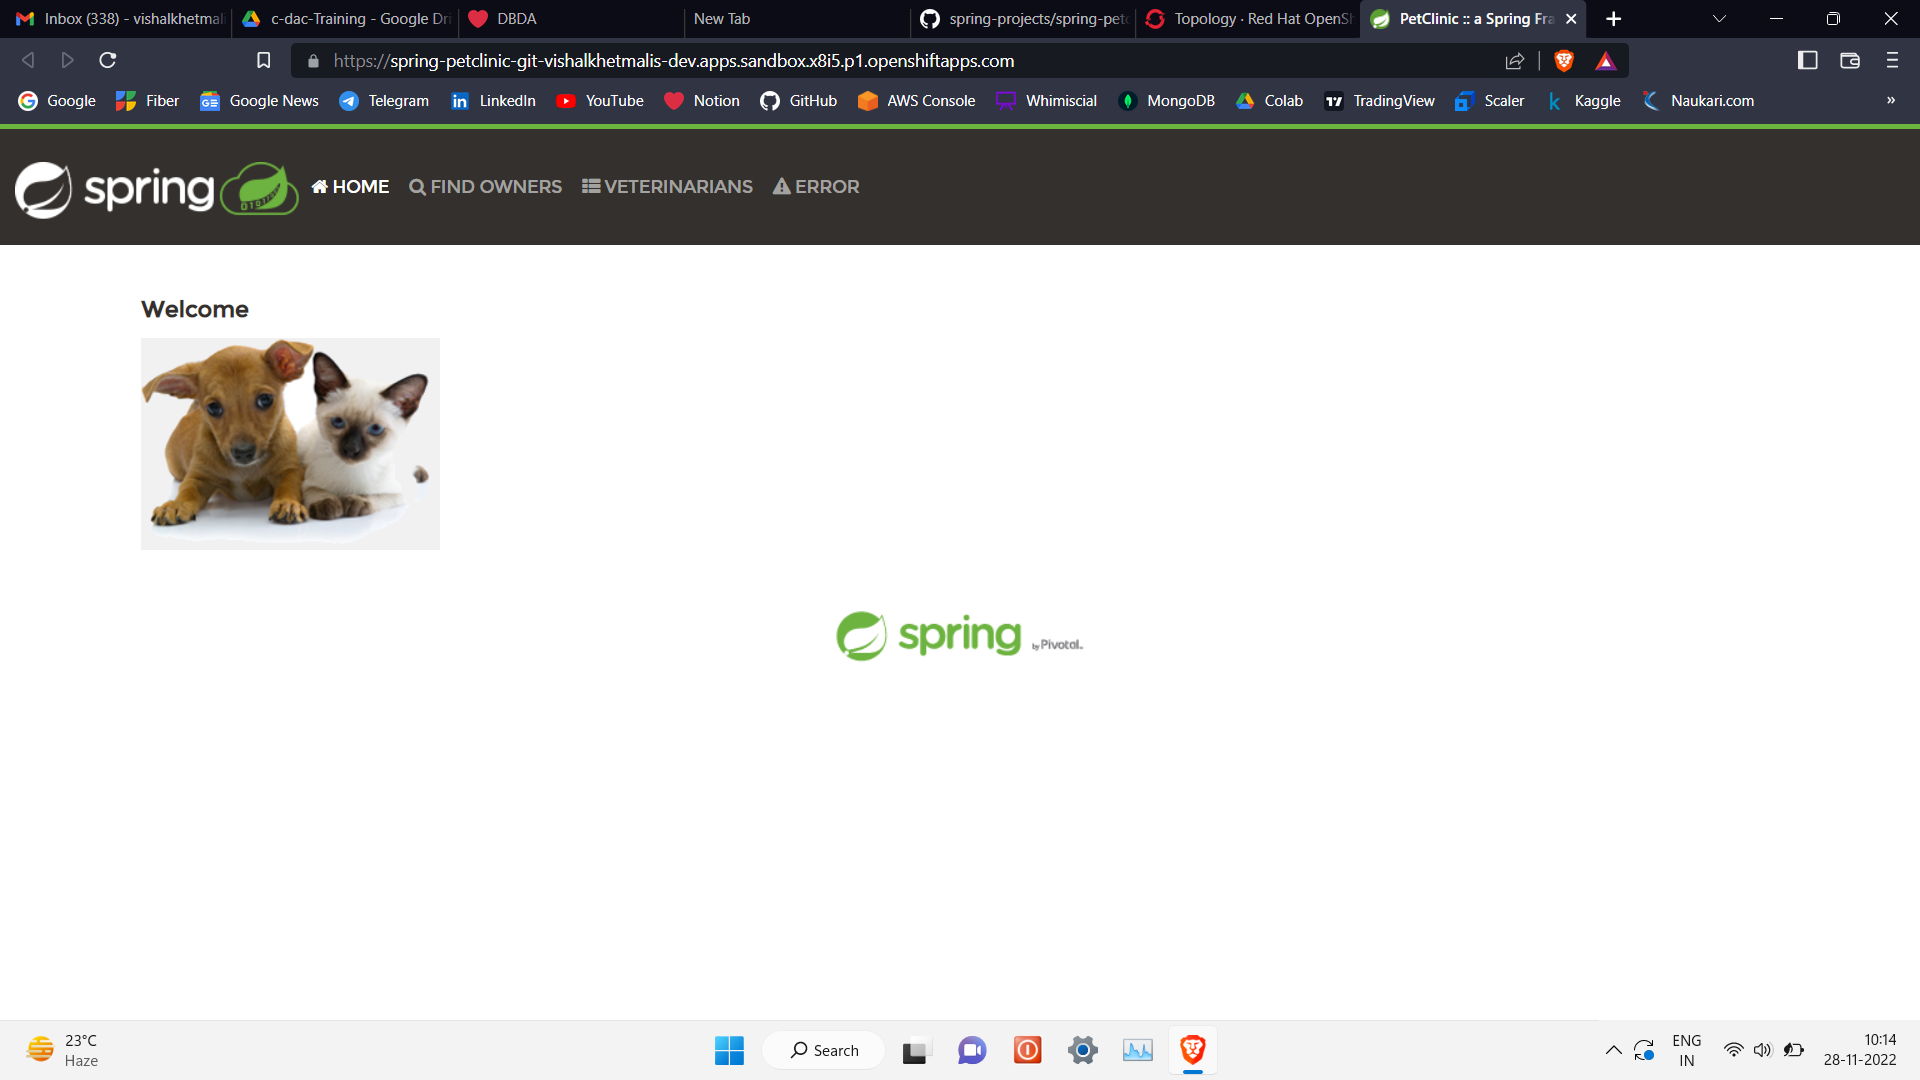 Inbox (338) - vishalkhetmali
c-dac-Training - Google Dri
DBDA
New Tab
spring-projects/spring-petc
Topology · Red Hat OpenSh
PetClinic :: a Spring Fra
https://spring-petclinic-git-vishalkhetmalis-dev.apps.sandbox.x8i5.p1.openshiftapps.com
Google Fiber Google News Telegram LinkedIn YouTube Notion GitHub AWS Console Whimiscial MongoDB Colab TradingView Scaler Kaggle Naukari.com »
spring HOME FIND OWNERS VETERINARIANS ERROR
Welcome
spring by Pivotal.
23°C
Haze
Search
ENG
IN
10:14
28-11-2022